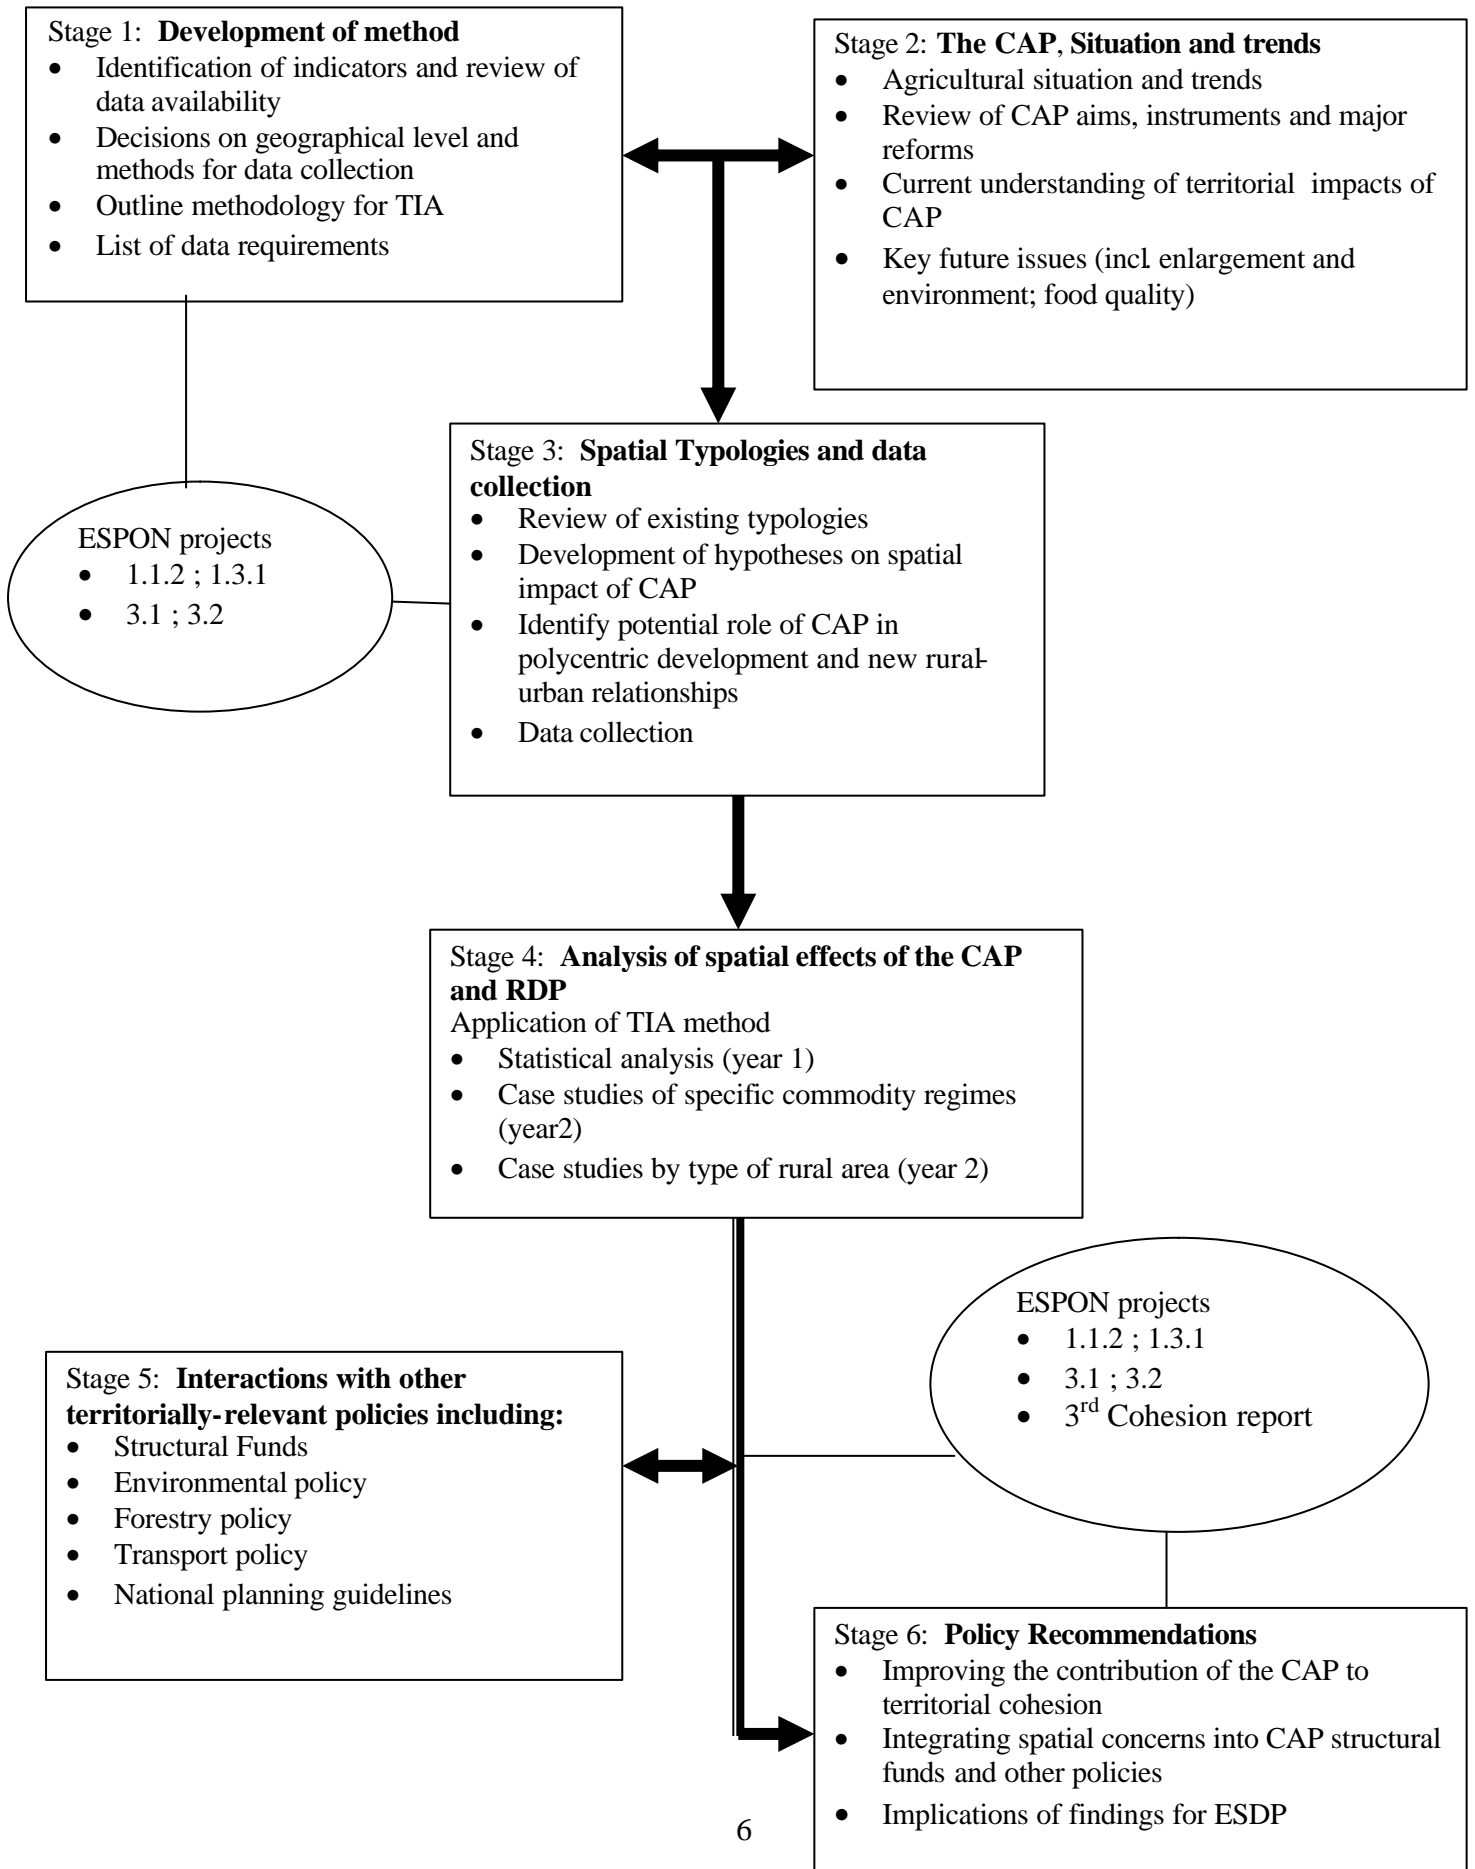 Stage 1: Development of method
• Identification of indicators and review of
data availability
• Decisions on geographical level and
methods for data collection
• Outline methodology for TIA
• List of data requirements
Stage 2: The CAP, Situation and trends
• Agricultural situation and trends
• Review of CAP aims, instruments and major
reforms
• Current understanding of territorial impacts of
CAP
• Key future issues (incl. enlargement and
environment; food quality)
Stage 3: Spatial Typologies and data
collection
• Review of existing typologies
• Development of hypotheses on spatial
impact of CAP
• Identify potential role of CAP in
polycentric development and new rural-
urban relationships
• Data collection
ESPON projects
• 1.1.2 ; 1.3.1
• 3.1 ; 3.2
Stage 4: Analysis of spatial effects of the CAP
and RDP
Application of TIA method
• Statistical analysis (year 1)
• Case studies of specific commodity regimes
(year2)
• Case studies by type of rural area (year 2)
ESPON projects
• 1.1.2 ; 1.3.1
• 3.1 ; 3.2
• 3rd Cohesion report
Stage 5: Interactions with other
territorially-relevant policies including:
• Structural Funds
• Environmental policy
• Forestry policy
• Transport policy
• National planning guidelines
Stage 6: Policy Recommendations
• Improving the contribution of the CAP to
territorial cohesion
• Integrating spatial concerns into CAP structural
funds and other policies
• Implications of findings for ESDP
6